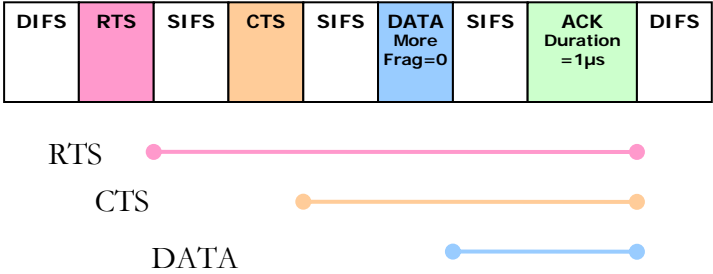 DIFS RTS SIFS CTS SIFS DATA SIFS ACK DIFS
More Duration
Frag=0 =1µs
RTS
CTS
DATA